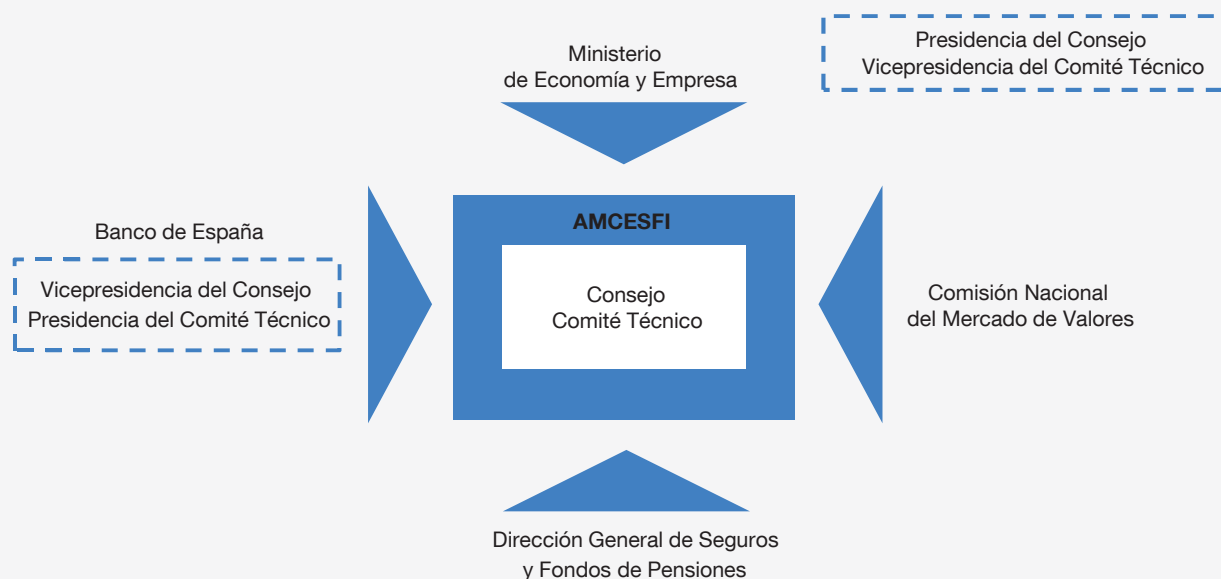 Ministerio
de Economía y Empresa
Presidencia del Consejo
Vicepresidencia del Comité Técnico
Banco de España
Vicepresidencia del Consejo
Presidencia del Comité Técnico
AMCESFI
Consejo
Comité Técnico
Comisión Nacional
del Mercado de Valores
Dirección General de Seguros
y Fondos de Pensiones